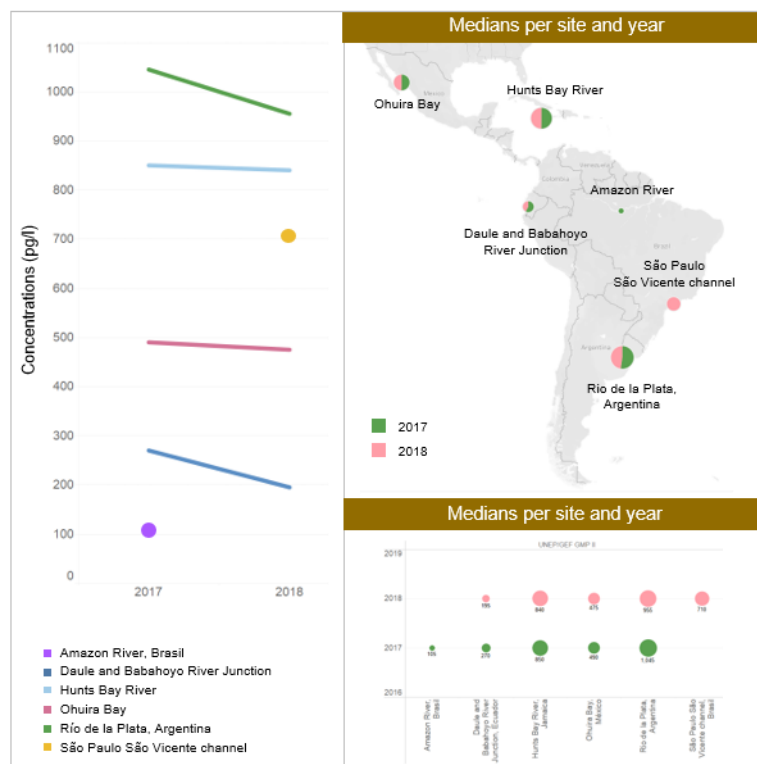 1100
1000
900
800
700
600
500
400
300
200
100
0
Concentrations (pg/l)
2017
2018
Amazon River, Brasil
Daule and Babahoyo River Junction
Hunts Bay River
Ohuira Bay
Río de la Plata, Argentina
São Paulo São Vicente channel
Medians per site and year
Mexico
Ohuira Bay
Hunts Bay River
Venezuela
Colombia
Amazon River
Daule and Babahoyo
River Junction
Brazil
São Paulo
São Vicente channel
Argentina
Río de la Plata,
Argentina
2017
2018
Medians per site and year
UNEP/GEF GMP II
2019
2018
195
840
475
955
710
2017
105
270
850
490
1,045
2016
Amazon River,
Brasil
Daule and
Babahoyo River
Junction, Ecuador
Hunts Bay River,
Jamaica
Ohuira Bay,
México
Río de la Plata,
Argentina
São Paulo São
Vicente channel,
Brasil